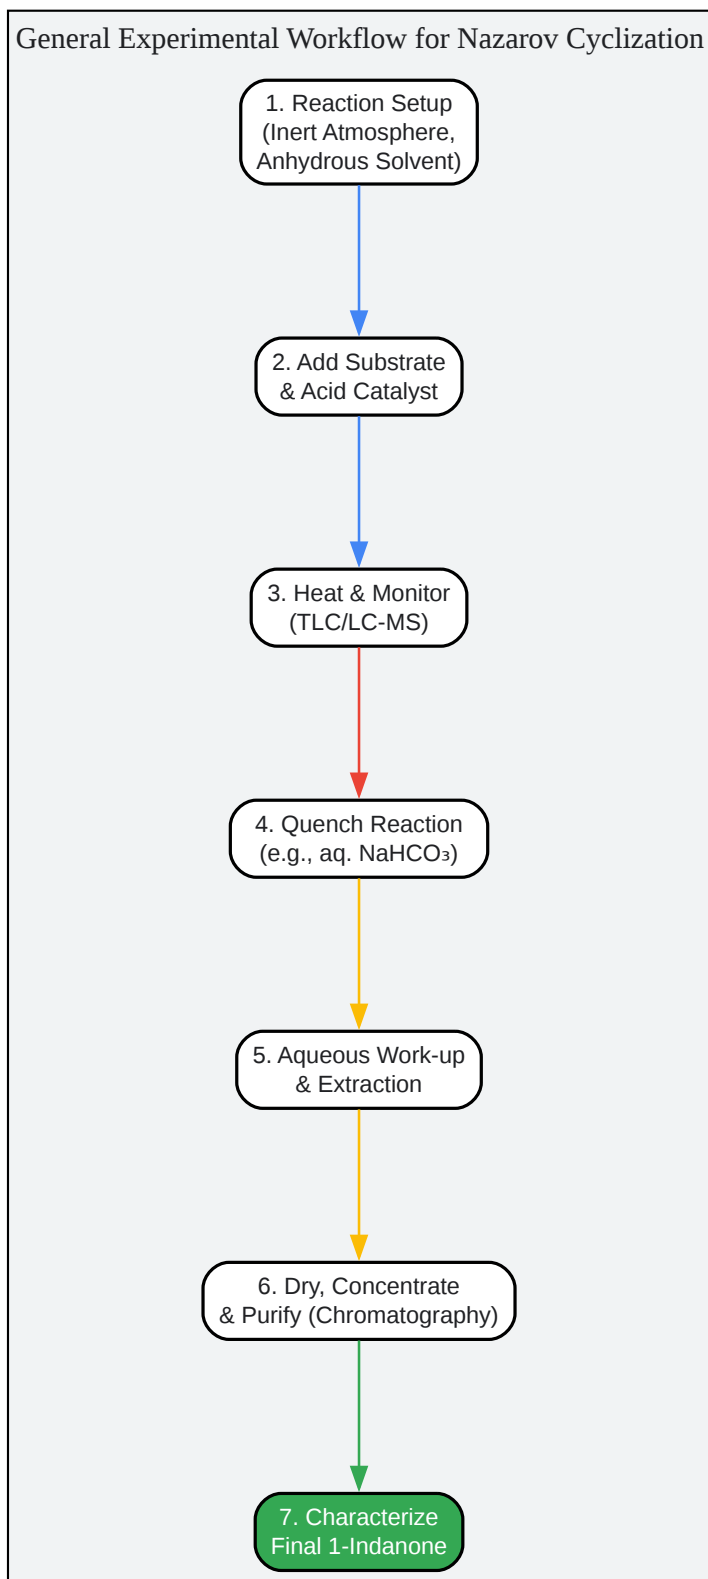 General Experimental Workflow for Nazarov Cyclization
1. Reaction Setup
(Inert Atmosphere,
Anhydrous Solvent)
2. Add Substrate
& Acid Catalyst
3. Heat & Monitor
(TLC/LC-MS)
4. Quench Reaction
(e.g., aq. NaHCO₃)
5. Aqueous Work-up
& Extraction
6. Dry, Concentrate
& Purify (Chromatography)
7. Characterize
Final 1-Indanone